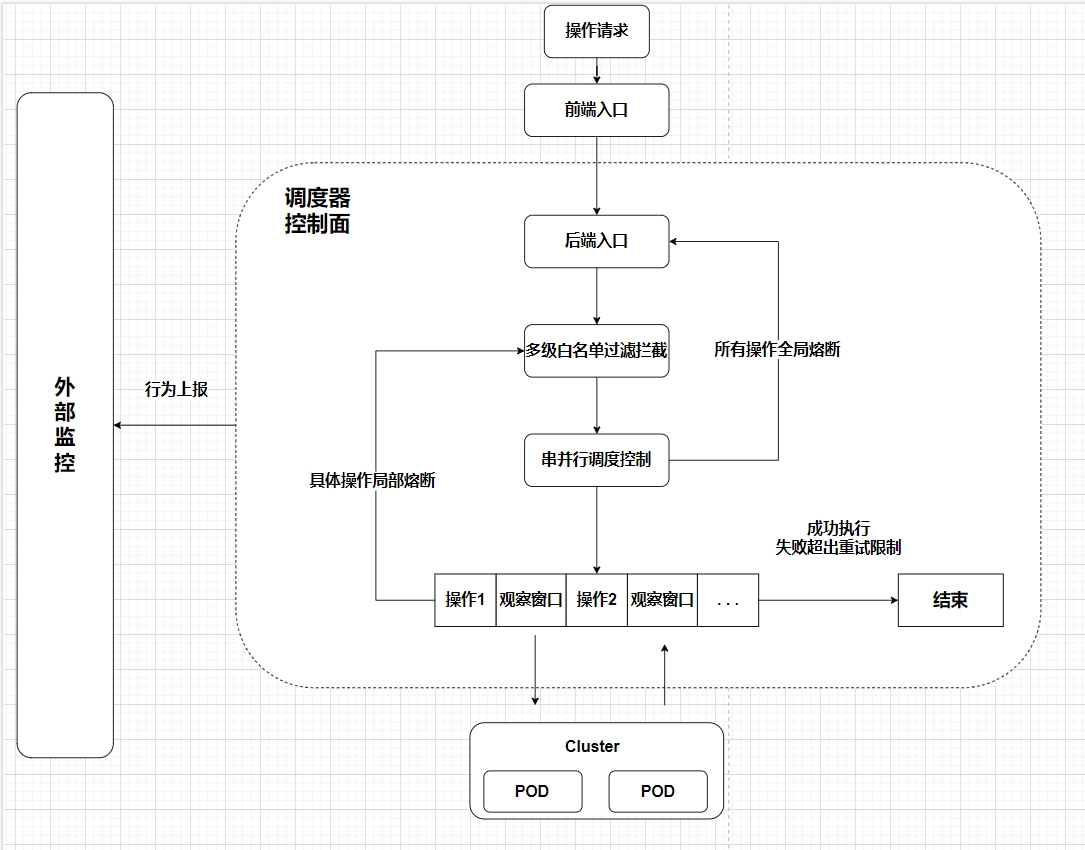 操作请求
前端入口
调度器
控制面
后端入口
多级白名单过滤拦截
所有操作全局熔断
外
部
监
控
行为上报
串并行调度控制
具体操作局部熔断
成功执行
失败超出重试限制
操作1 观察窗口 操作2 观察窗口 ...
结束
Cluster
POD POD